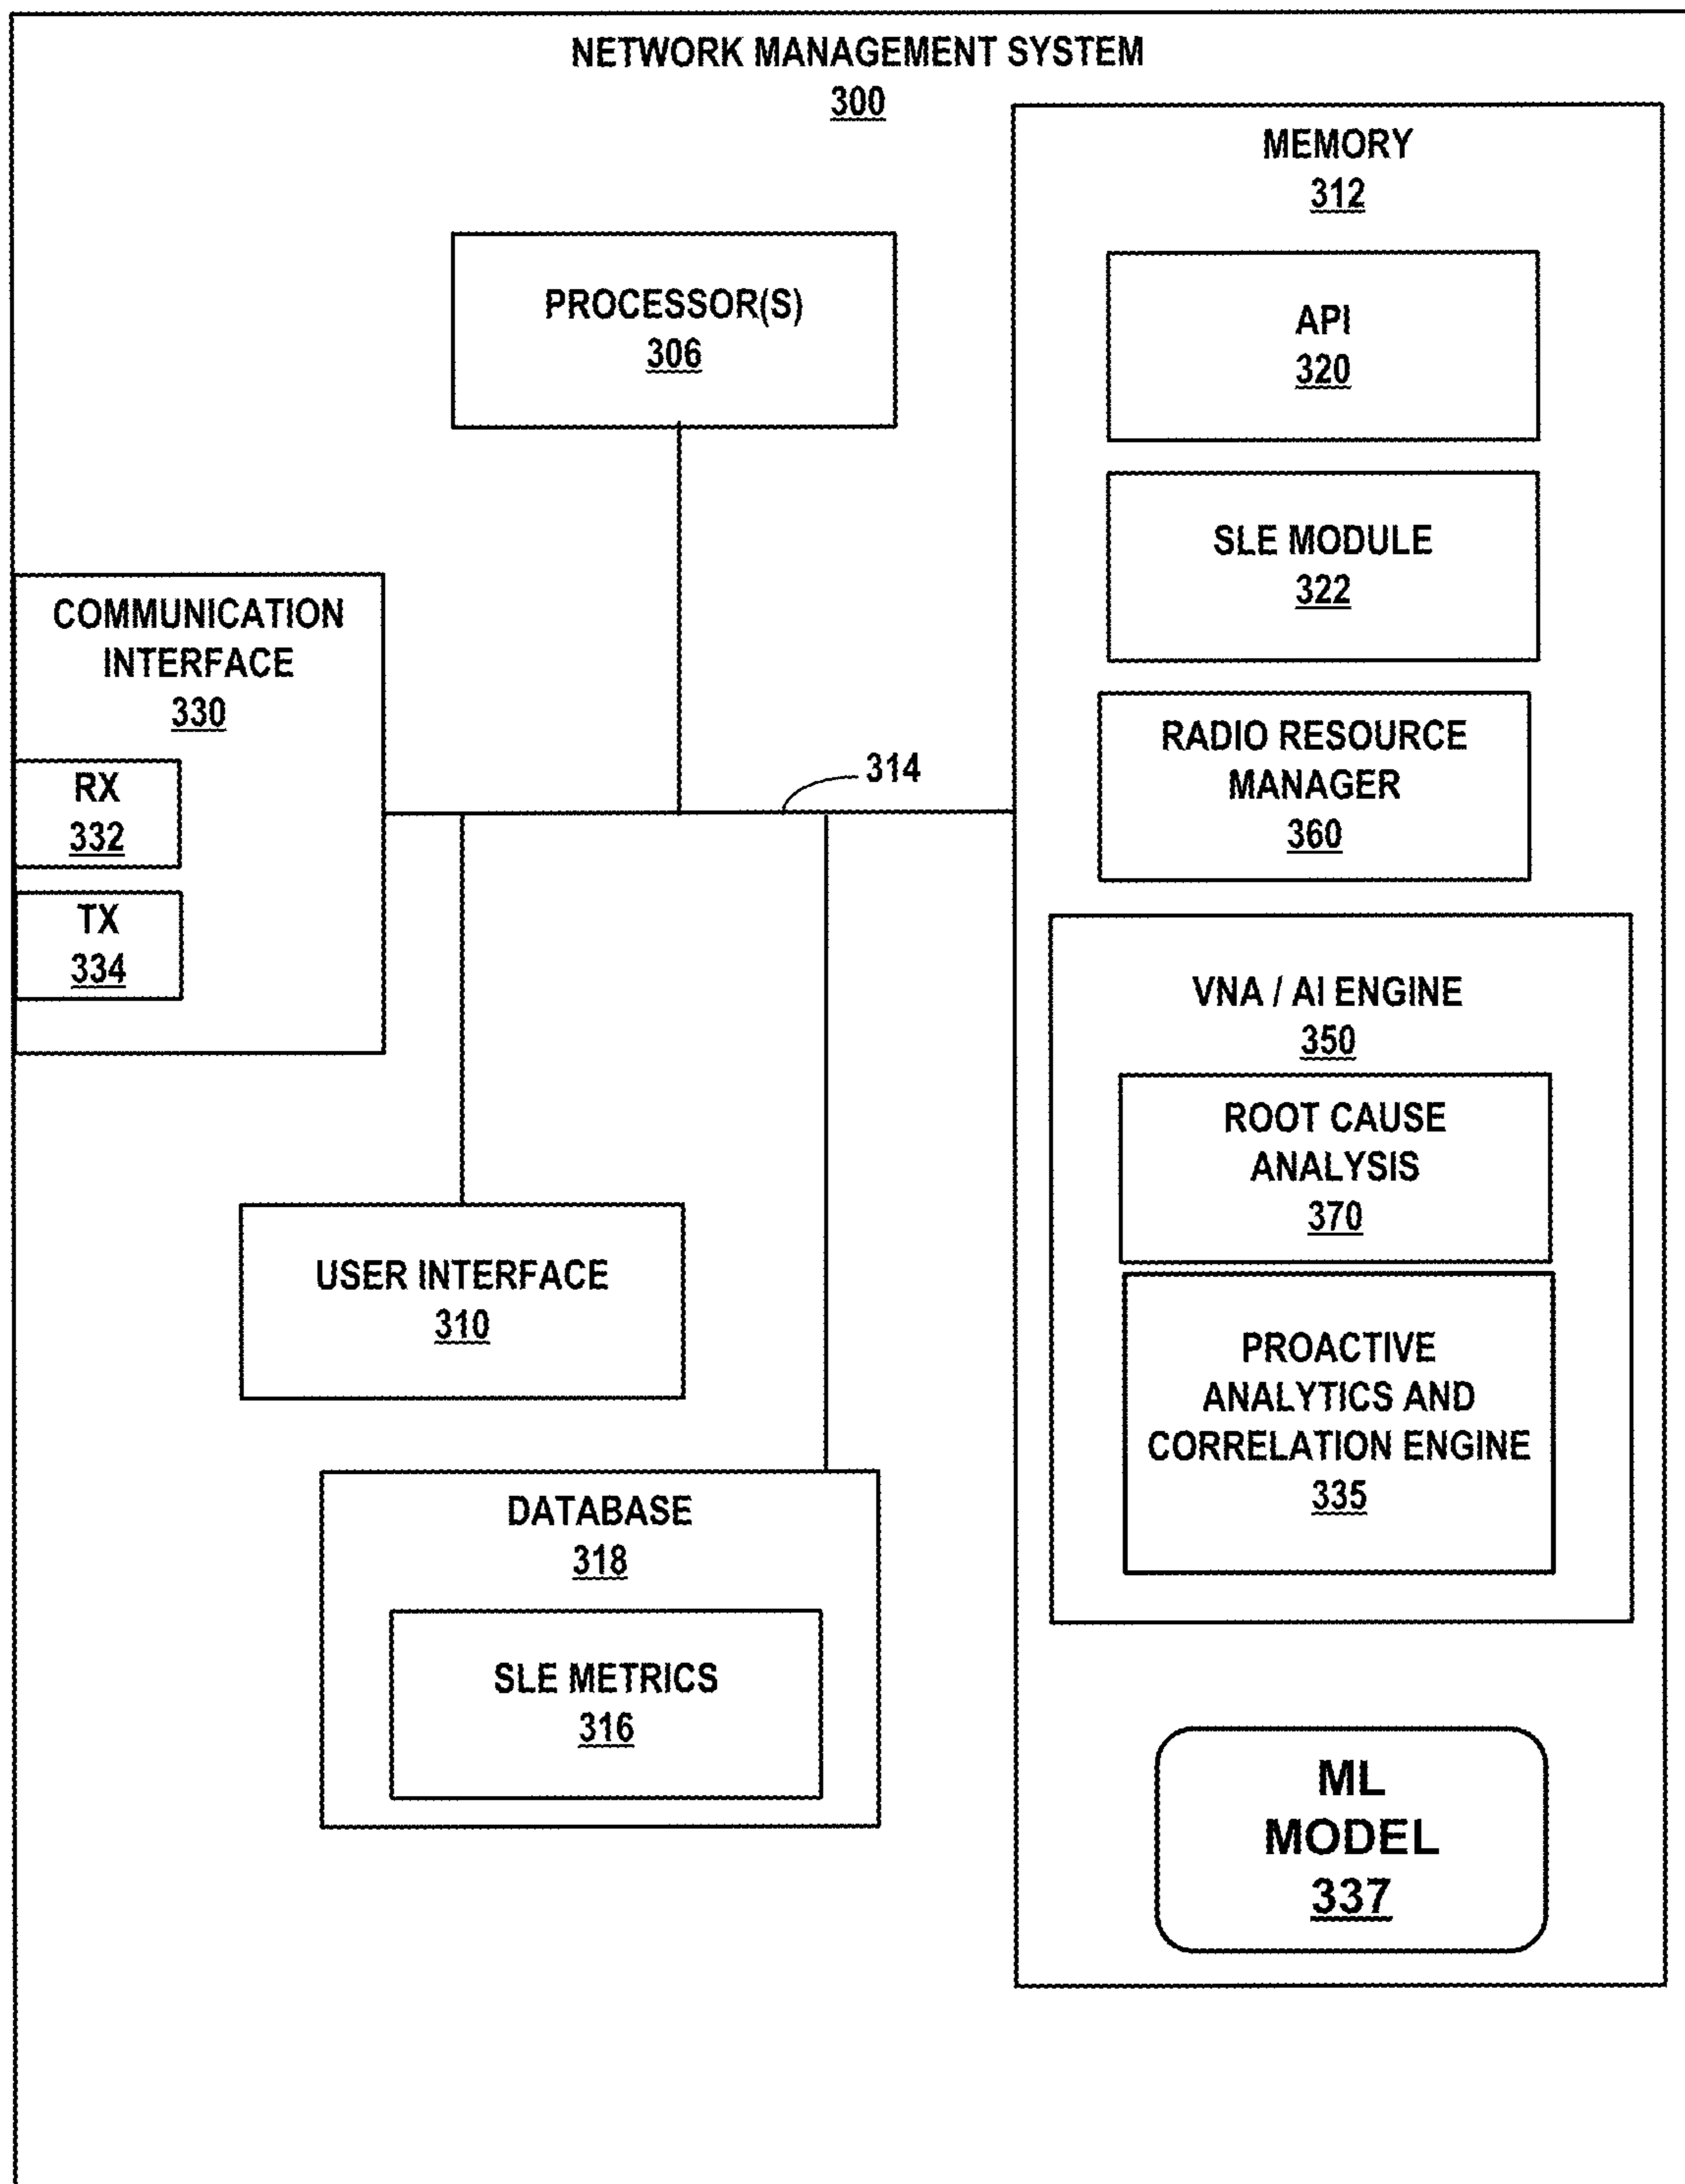 NETWORK MANAGEMENT SYSTEM
300
MEMORY
312
PROCESSOR(S)
306
API
320
SLE MODULE
322
COMMUNICATION
INTERFACE
330
RX
332
TX
334
314
RADIO RESOURCE
MANAGER
360
VNA / AI ENGINE
350
ROOT CAUSE
ANALYSIS
370
USER INTERFACE
310
PROACTIVE
ANALYTICS AND
CORRELATION ENGINE
335
DATABASE
318
SLE METRICS
316
ML
MODEL
337